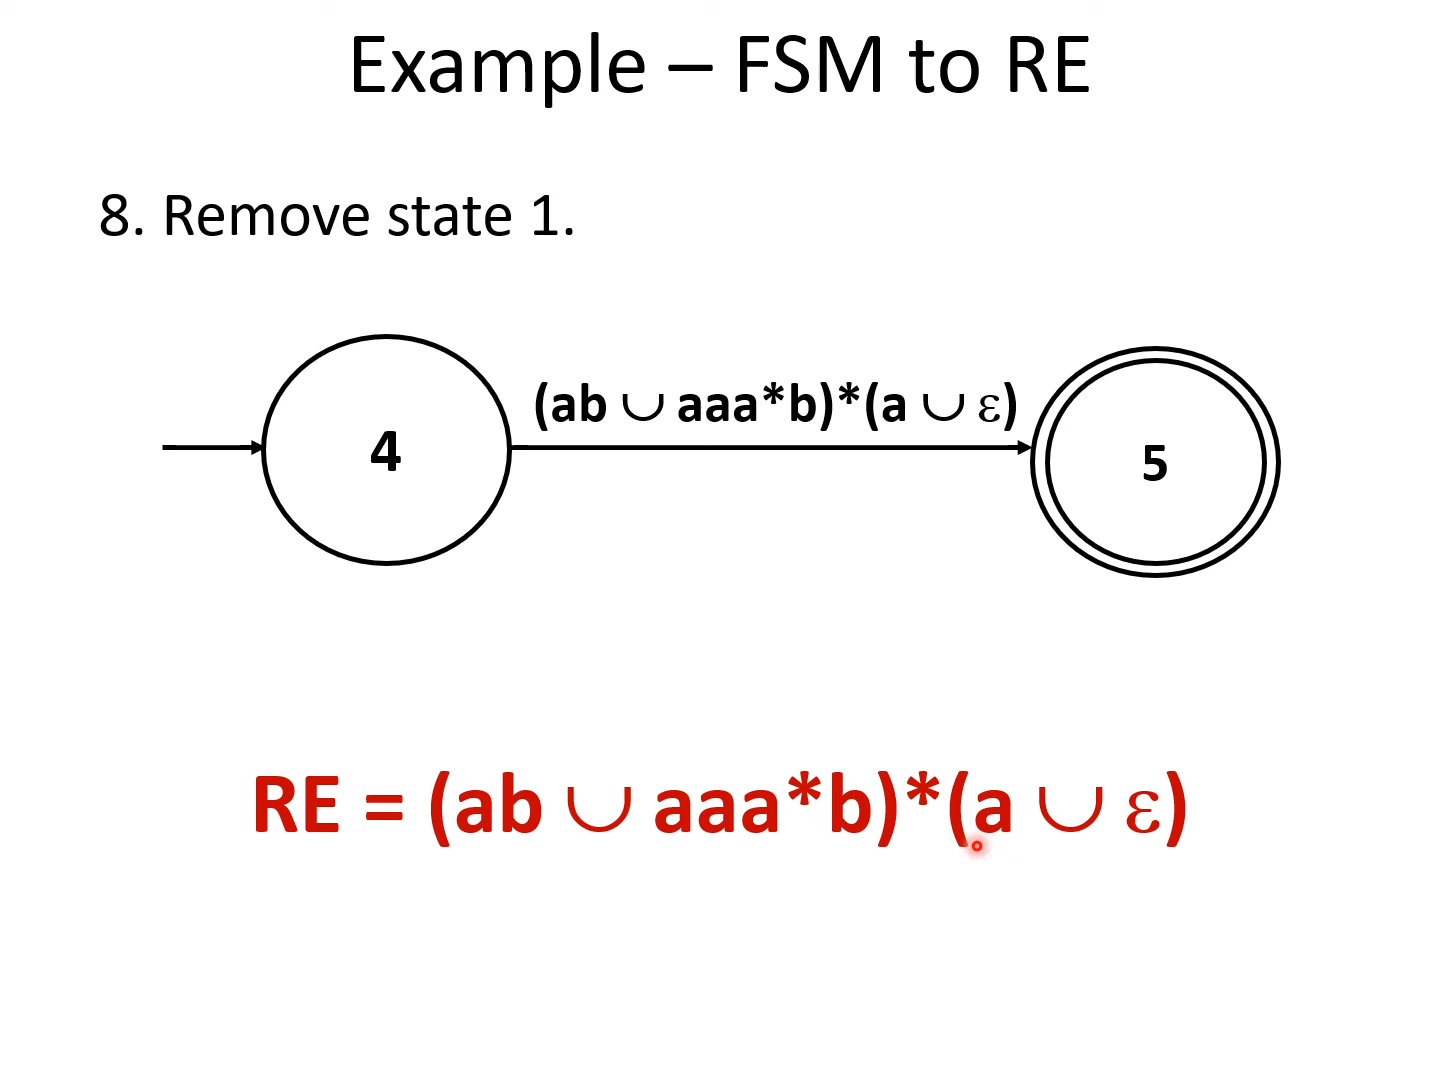 Example – FSM to RE
8. Remove state 1.
(ab ∪ aaa*b)*(a ∪ ε)
4
5
RE = (ab ∪ aaa*b)*(a ∪ ε)